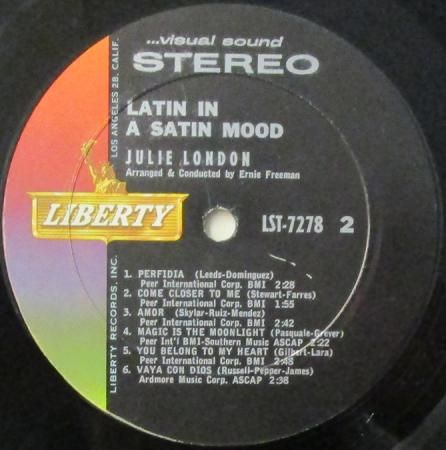 ...visual sound
STEREO
LATIN IN
A SATIN MOOD
JULIE LONDON
Arranged & Conducted by Ernie Freeman
LIBERTY
LST-7278 2
1. PERFIDIA (Leeds-Dominguez)
Peer International Corp. BMI 2:28
2. COME CLOSER TO ME (Stewart-Farres)
Peer International Corp. BMI 1:55
3. AMOR (Skylar-Ruiz-Mendez)
Peer International Corp. BMI 2:42
4. MAGIC IS THE MOONLIGHT (Pasquale-Grever)
Peer Int'l BMI-Southern Music ASCAP 2:22
5. YOU BELONG TO MY HEART (Gilbert-Lara)
Peer International Corp. BMI 2:48
6. VAYA CON DIOS (Russell-Pepper-James)
Ardmore Music Corp. ASCAP 2:38
LIBERTY RECORDS, INC.
LOS ANGELES 28, CALIF.